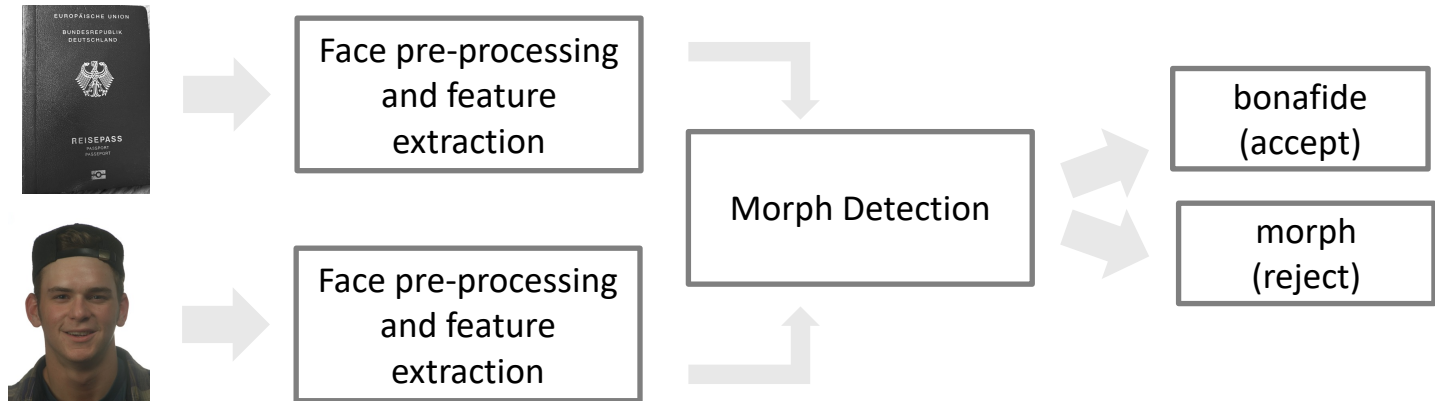 EUROPÄISCHE UNION
BUNDESREPUBLIK
DEUTSCHLAND
REISEPASS
PASSPORT
PASSEPORT
Face pre-processing
and feature
extraction
Face pre-processing
and feature
extraction
Morph Detection
bonafide
(accept)
morph
(reject)